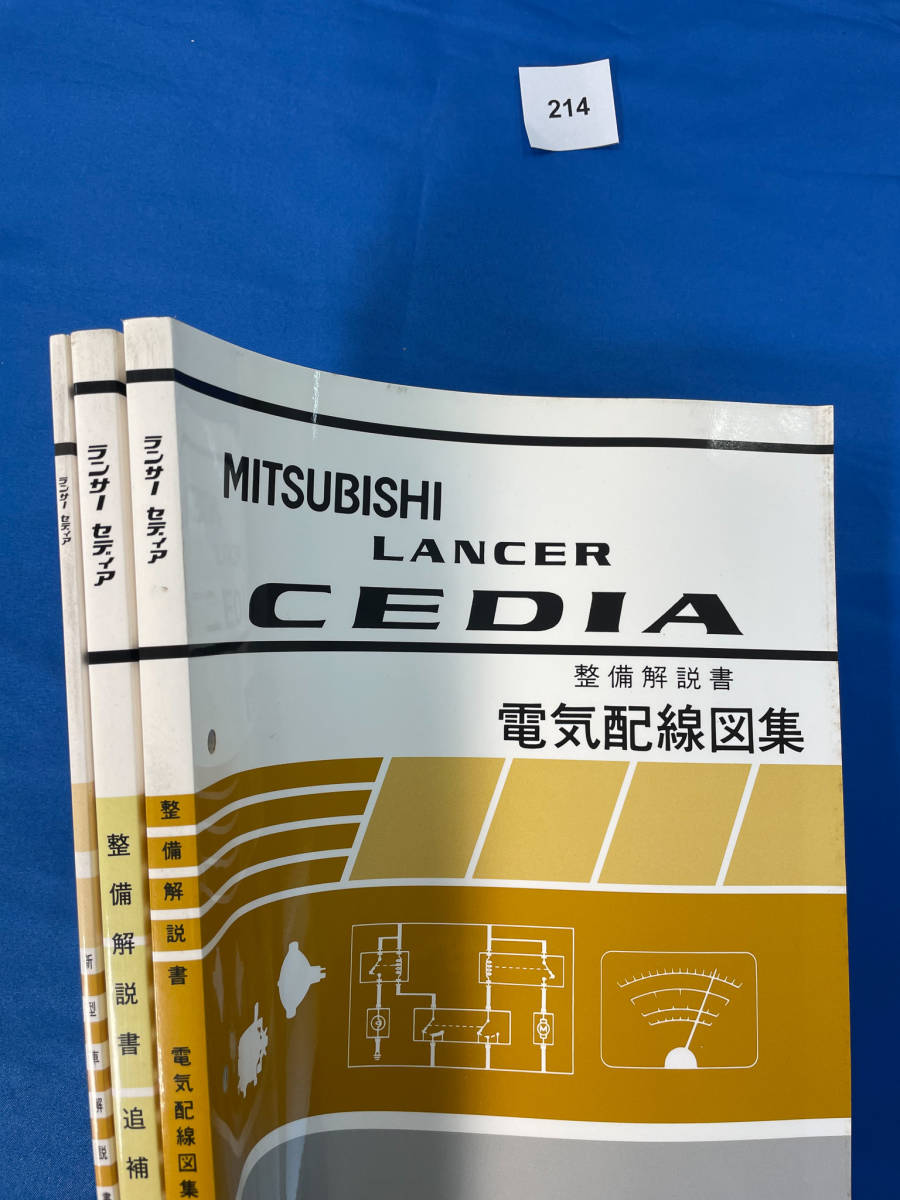 214
MITSUBISHI
LANCER
CEDIA
整備解説書
電気配線図集
ランサー セディア
整備解説書 電気配線図集
ランサー セディア
整備解説書 追補
ランサー セディア
新型車解説書
M